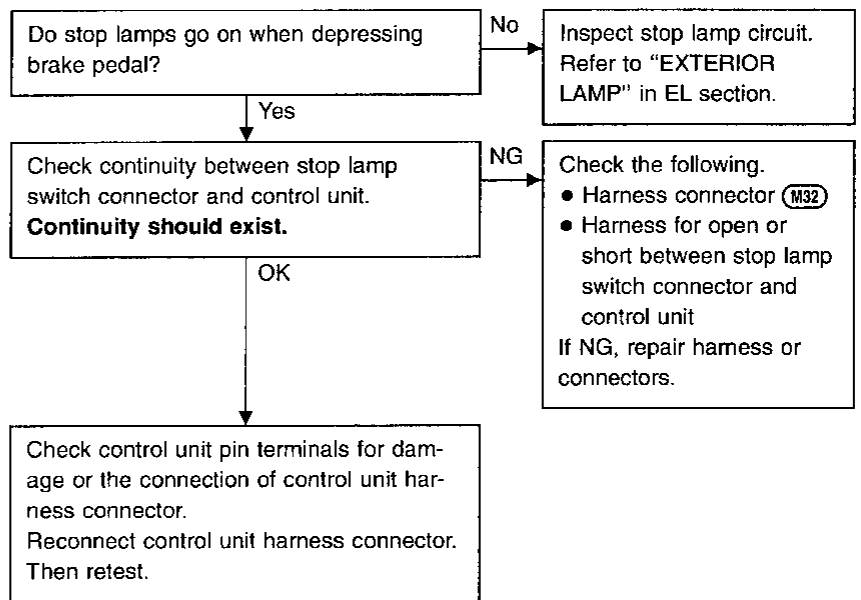 Do stop lamps go on when depressing
brake pedal?
No
Inspect stop lamp circuit.
Refer to “EXTERIOR
LAMP” in EL section.
Yes
Check continuity between stop lamp
switch connector and control unit.
Continuity should exist.
NG
Check the following.
● Harness connector M32
● Harness for open or
short between stop lamp
switch connector and
control unit
If NG, repair harness or
connectors.
OK
Check control unit pin terminals for dam-
age or the connection of control unit har-
ness connector.
Reconnect control unit harness connector.
Then retest.